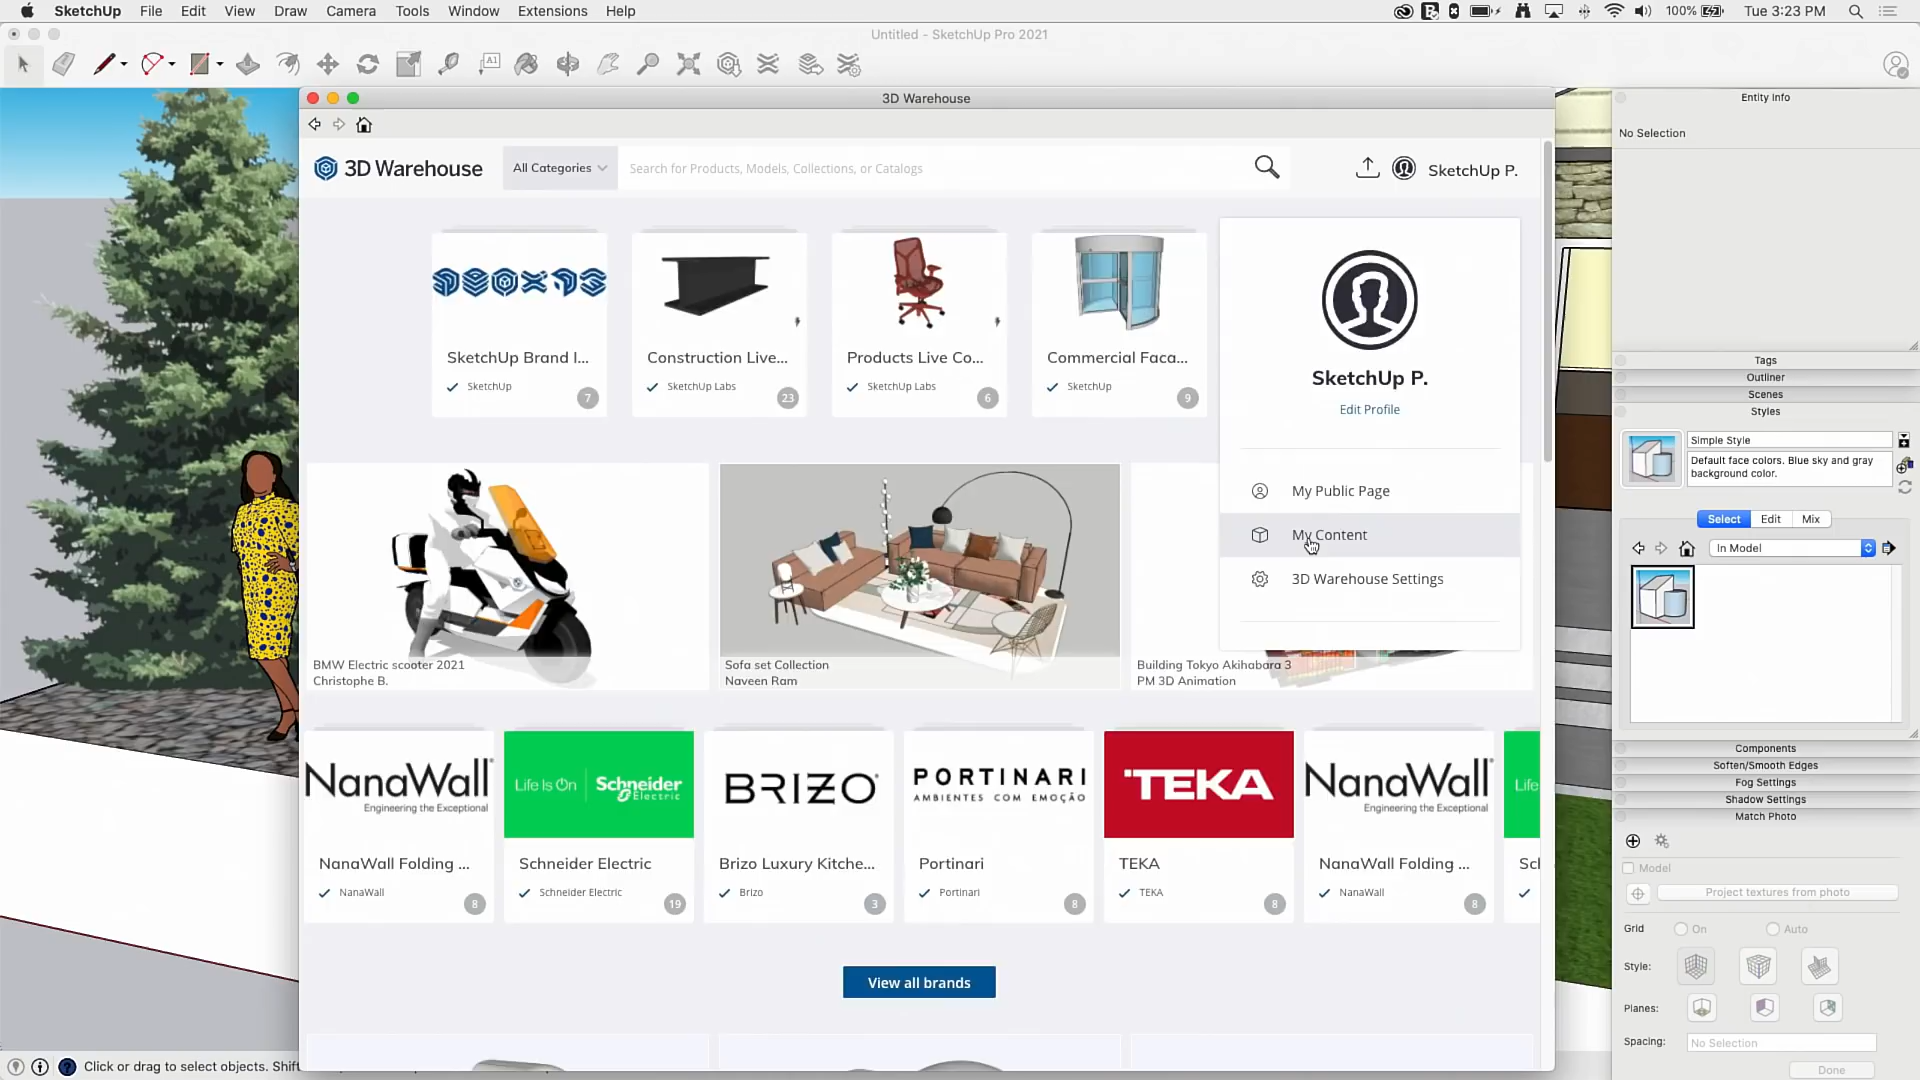 SketchUp File Edit View Draw Camera Tools Window Extensions Help
100% Tue 3:23 PM
Untitled - SketchUp Pro 2021
A1
3D Warehouse
3D Warehouse
All Categories
Search for Products, Models, Collections, or Catalogs
SketchUp P.
SketchUp Brand I...
SketchUp
7
Construction Live...
SketchUp Labs
23
Products Live Co...
SketchUp Labs
6
Commercial Faca...
SketchUp
9
SketchUp P.
Edit Profile
My Public Page
My Content
3D Warehouse Settings
BMW Electric scooter 2021
Christophe B.
Sofa set Collection
Naveen Ram
Building Tokyo Akihabara 3
PM 3D Animation
NanaWall
Engineering the Exceptional
NanaWall Folding ...
NanaWall
8
Life Is On | Schneider
Electric
Schneider Electric
Schneider Electric
19
BRIZO
Brizo Luxury Kitche...
Brizo
3
PORTINARI
AMBIENTES COM EMOÇÃO
Portinari
Portinari
8
TEKA
TEKA
TEKA
8
NanaWall
Engineering the Exceptional
NanaWall Folding ...
NanaWall
8
Life
Scl
View all brands
Entity Info
No Selection
Tags
Outliner
Scenes
Styles
Simple Style
Default face colors. Blue sky and gray
background color.
Select Edit Mix
In Model
Components
Soften/Smooth Edges
Fog Settings
Shadow Settings
Match Photo
Model
Project textures from photo
Grid On Auto
Style:
Planes:
Spacing: No Selection
Done
Click or drag to select objects. Shift